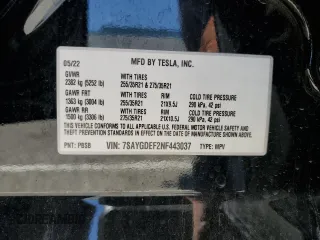 05/22 MFD BY TESLA, INC.
GVWR WITH TIRES
2382 kg (5252 lb) 255/35R21 & 275/35R21
GAWR FRT WITH TIRES RIM COLD TIRE PRESSURE
1363 kg (3004 lb) 255/35R21 21X9.5J 290 kPa, 42 psi
GAWR RR WITH TIRES RIM COLD TIRE PRESSURE
1580 kg (3386 lb) 275/35R21 21X10.5J 290 kPa, 42 psi
THIS VEHICLE CONFORMS TO ALL APPLICABLE FEDERAL MOTOR VEHICLE SAFETY
AND THEFT PREVENTION STANDARDS IN EFFECT ON THE DATE OF MANUFACTURE
SHOWN ABOVE.
PNT: PBSB VIN: 7SAYGDEF2NF443037 TYPE: MPV